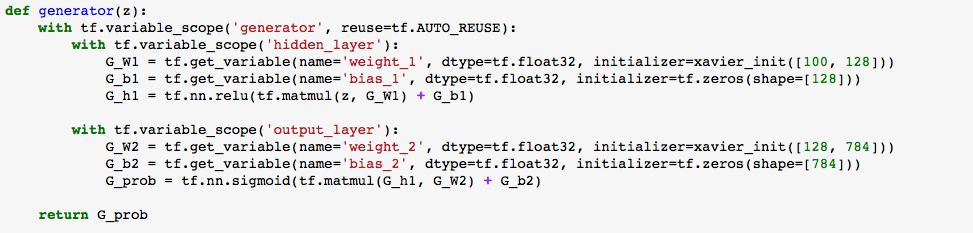 def generator(z):
    with tf.variable_scope('generator', reuse=tf.AUTO_REUSE):
        with tf.variable_scope('hidden_layer'):
            G_W1 = tf.get_variable(name='weight_1', dtype=tf.float32, initializer=xavier_init([100, 128]))
            G_b1 = tf.get_variable(name='bias_1', dtype=tf.float32, initializer=tf.zeros(shape=[128]))
            G_h1 = tf.nn.relu(tf.matmul(z, G_W1) + G_b1)

        with tf.variable_scope('output_layer'):
            G_W2 = tf.get_variable(name='weight_2', dtype=tf.float32, initializer=xavier_init([128, 784]))
            G_b2 = tf.get_variable(name='bias_2', dtype=tf.float32, initializer=tf.zeros(shape=[784]))
            G_prob = tf.nn.sigmoid(tf.matmul(G_h1, G_W2) + G_b2)

    return G_prob